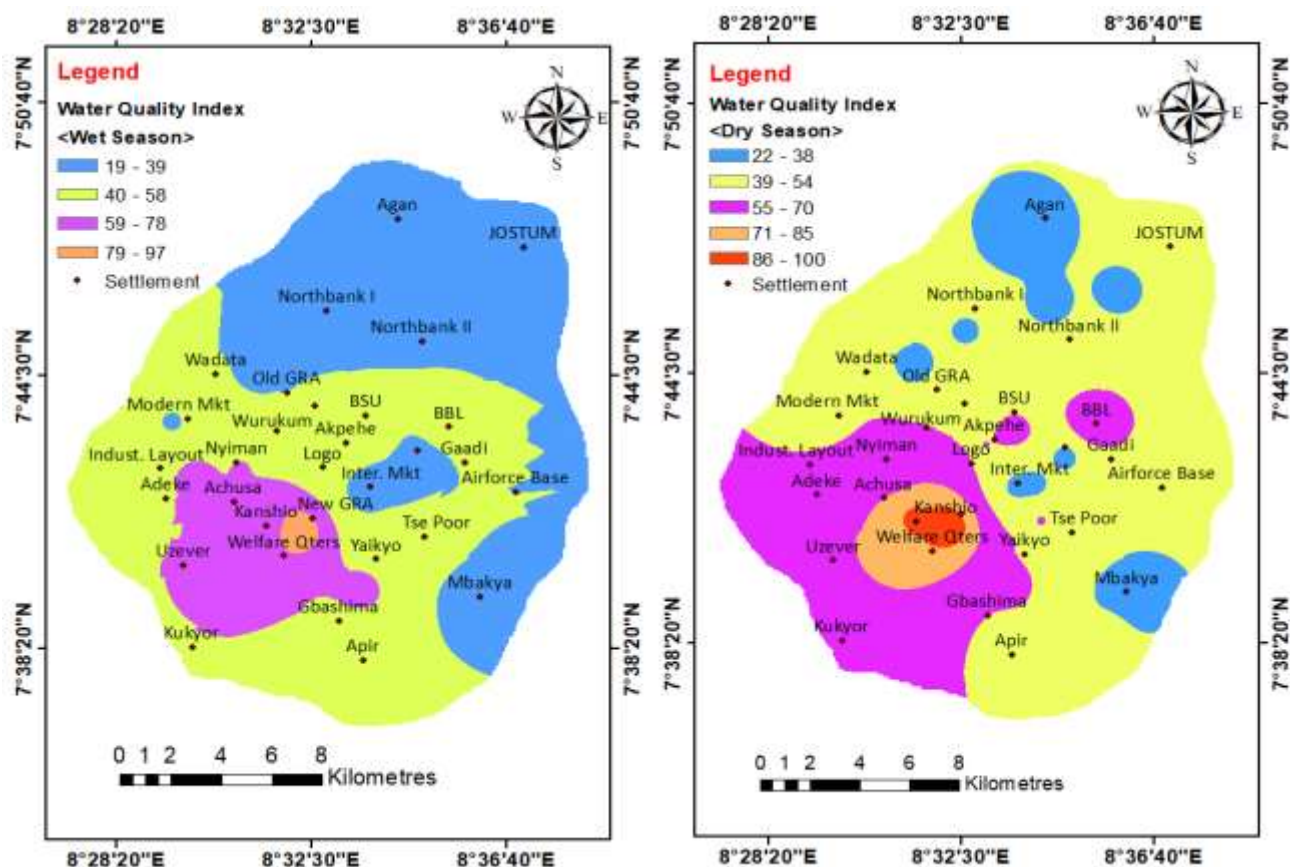 8°28'20"E 8°32'30"E 8°36'40"E
Legend
Water Quality Index
<Wet Season>
19 - 39
40 - 58
59 - 78
79 - 97
Settlement
N
W E
S
7°50'40"N
7°44'30"N
7°38'20"N
7°50'40"N
7°44'30"N
7°38'20"N
Agan
JOSTUM
Northbank I
Northbank II
Wadata
Old GRA
Modern Mkt
BSU
BBL
Wurukum
Akpehe
Nyiman
Logo
Gaadi
Indust. Layout
Inter. Mkt
Airforce Base
Adeke
Achusa
New GRA
Kanshio
Tse Poor
Welfare Qters
Yaikyo
Uzever
Mbakya
Gbashima
Kukyor
Apir
0 1 2 4 6 8
Kilometres
8°28'20"E 8°32'30"E 8°36'40"E
8°28'20"E 8°32'30"E 8°36'40"E
Legend
Water Quality Index
<Dry Season>
22 - 38
39 - 54
55 - 70
71 - 85
86 - 100
Settlement
N
W E
S
7°50'40"N
7°44'30"N
7°38'20"N
7°50'40"N
7°44'30"N
7°38'20"N
Agan
JOSTUM
Northbank I
Northbank II
Wadata
Old GRA
Modern Mkt
BSU
BBL
Wurukum
Akpehe
Nyiman
Logo
Gaadi
Indust. Layout
Inter. Mkt
Airforce Base
Adeke
Achusa
Kanshio
Tse Poor
Welfare Qters
Yaikyo
Uzever
Mbakya
Gbashima
Kukyor
Apir
0 1 2 4 6 8
Kilometres
8°28'20"E 8°32'30"E 8°36'40"E